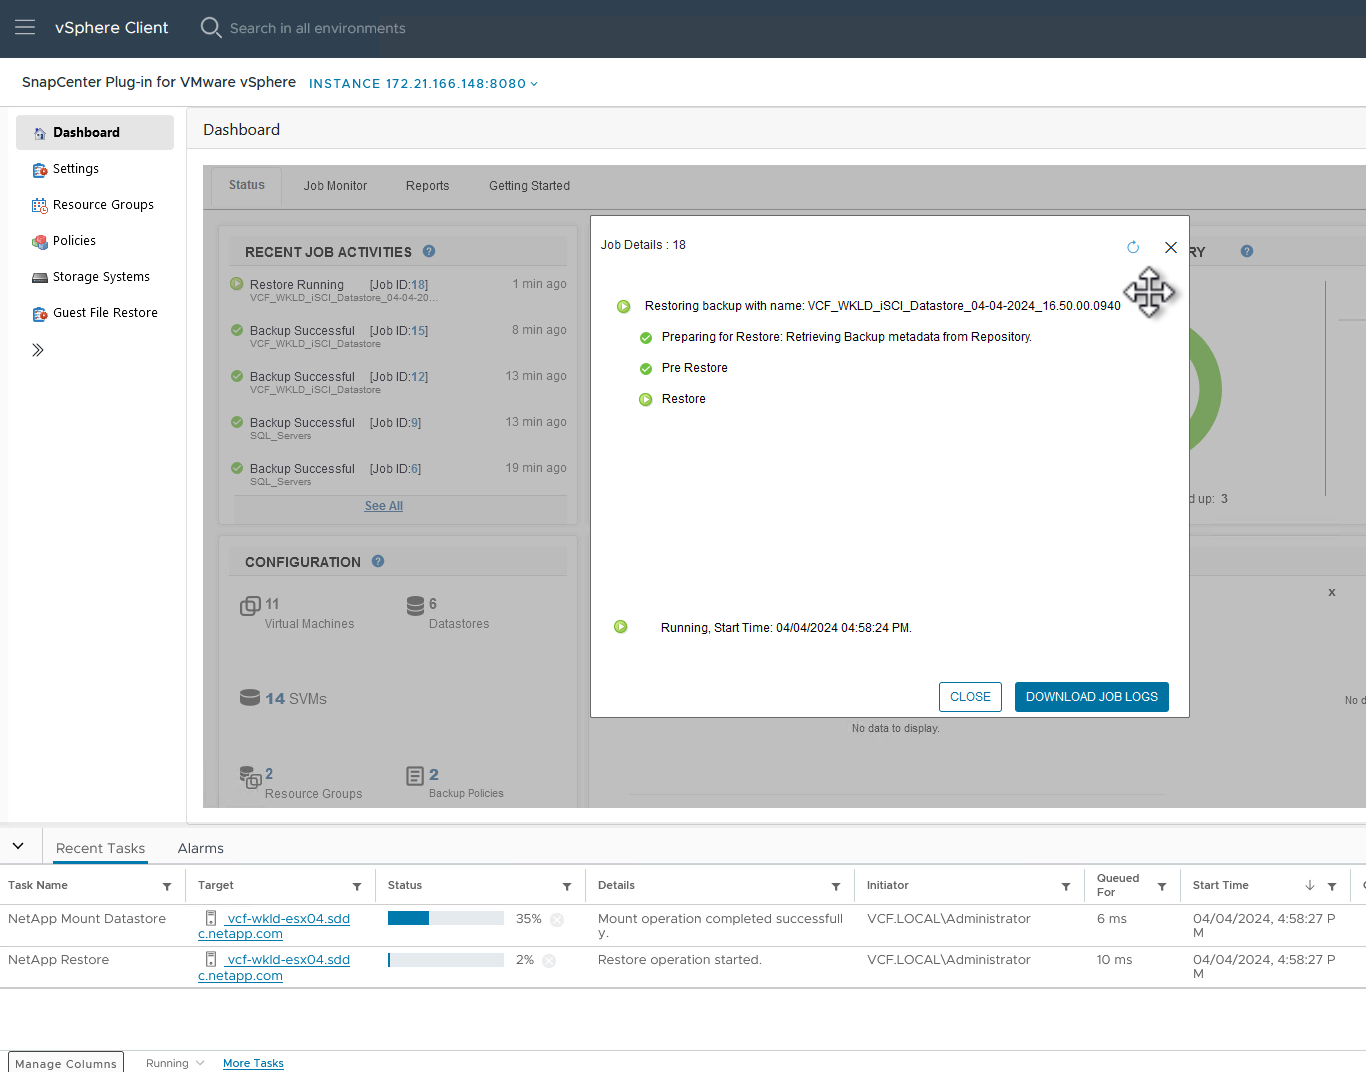 vSphere Client
Search in all environments
SnapCenter Plug-in for VMware vSphere INSTANCE 172.21.166.148:8080
Dashboard
Settings
Resource Groups
Policies
Storage Systems
Guest File Restore
Dashboard
Status Job Monitor Reports Getting Started
RECENT JOB ACTIVITIES ?
Restore Running [Job ID:18] 1 min ago
VCF_WKLD_iSCI_Datastore_04-04-20...
Backup Successful [Job ID:15] 8 min ago
VCF_WKLD_iSCI_Datastore
Backup Successful [Job ID:12] 13 min ago
VCF_WKLD_iSCI_Datastore
Backup Successful [Job ID:9] 13 min ago
SQL_Servers
Backup Successful [Job ID:6] 19 min ago
SQL_Servers
See All
CONFIGURATION ?
11
Virtual Machines
6
Datastores
14 SVMs
2
Resource Groups
2
Backup Policies
RY ?
d up: 3
x
No d
No data to display.
Job Details : 18
Restoring backup with name: VCF_WKLD_iSCI_Datastore_04-04-2024_16.50.00.0940
Preparing for Restore: Retrieving Backup metadata from Repository.
Pre Restore
Restore
Running, Start Time: 04/04/2024 04:58:24 PM.
CLOSE DOWNLOAD JOB LOGS
Recent Tasks Alarms
Task Name Target Status Details Initiator Queued For Start Time
NetApp Mount Datastore vcf-wkld-esx04.sdd 35% Mount operation completed successfull VCF.LOCAL\Administrator 6 ms 04/04/2024, 4:58:27 P
c.netapp.com y. M
NetApp Restore vcf-wkld-esx04.sdd 2% Restore operation started. VCF.LOCAL\Administrator 10 ms 04/04/2024, 4:58:27 P
c.netapp.com M
Manage Columns Running More Tasks